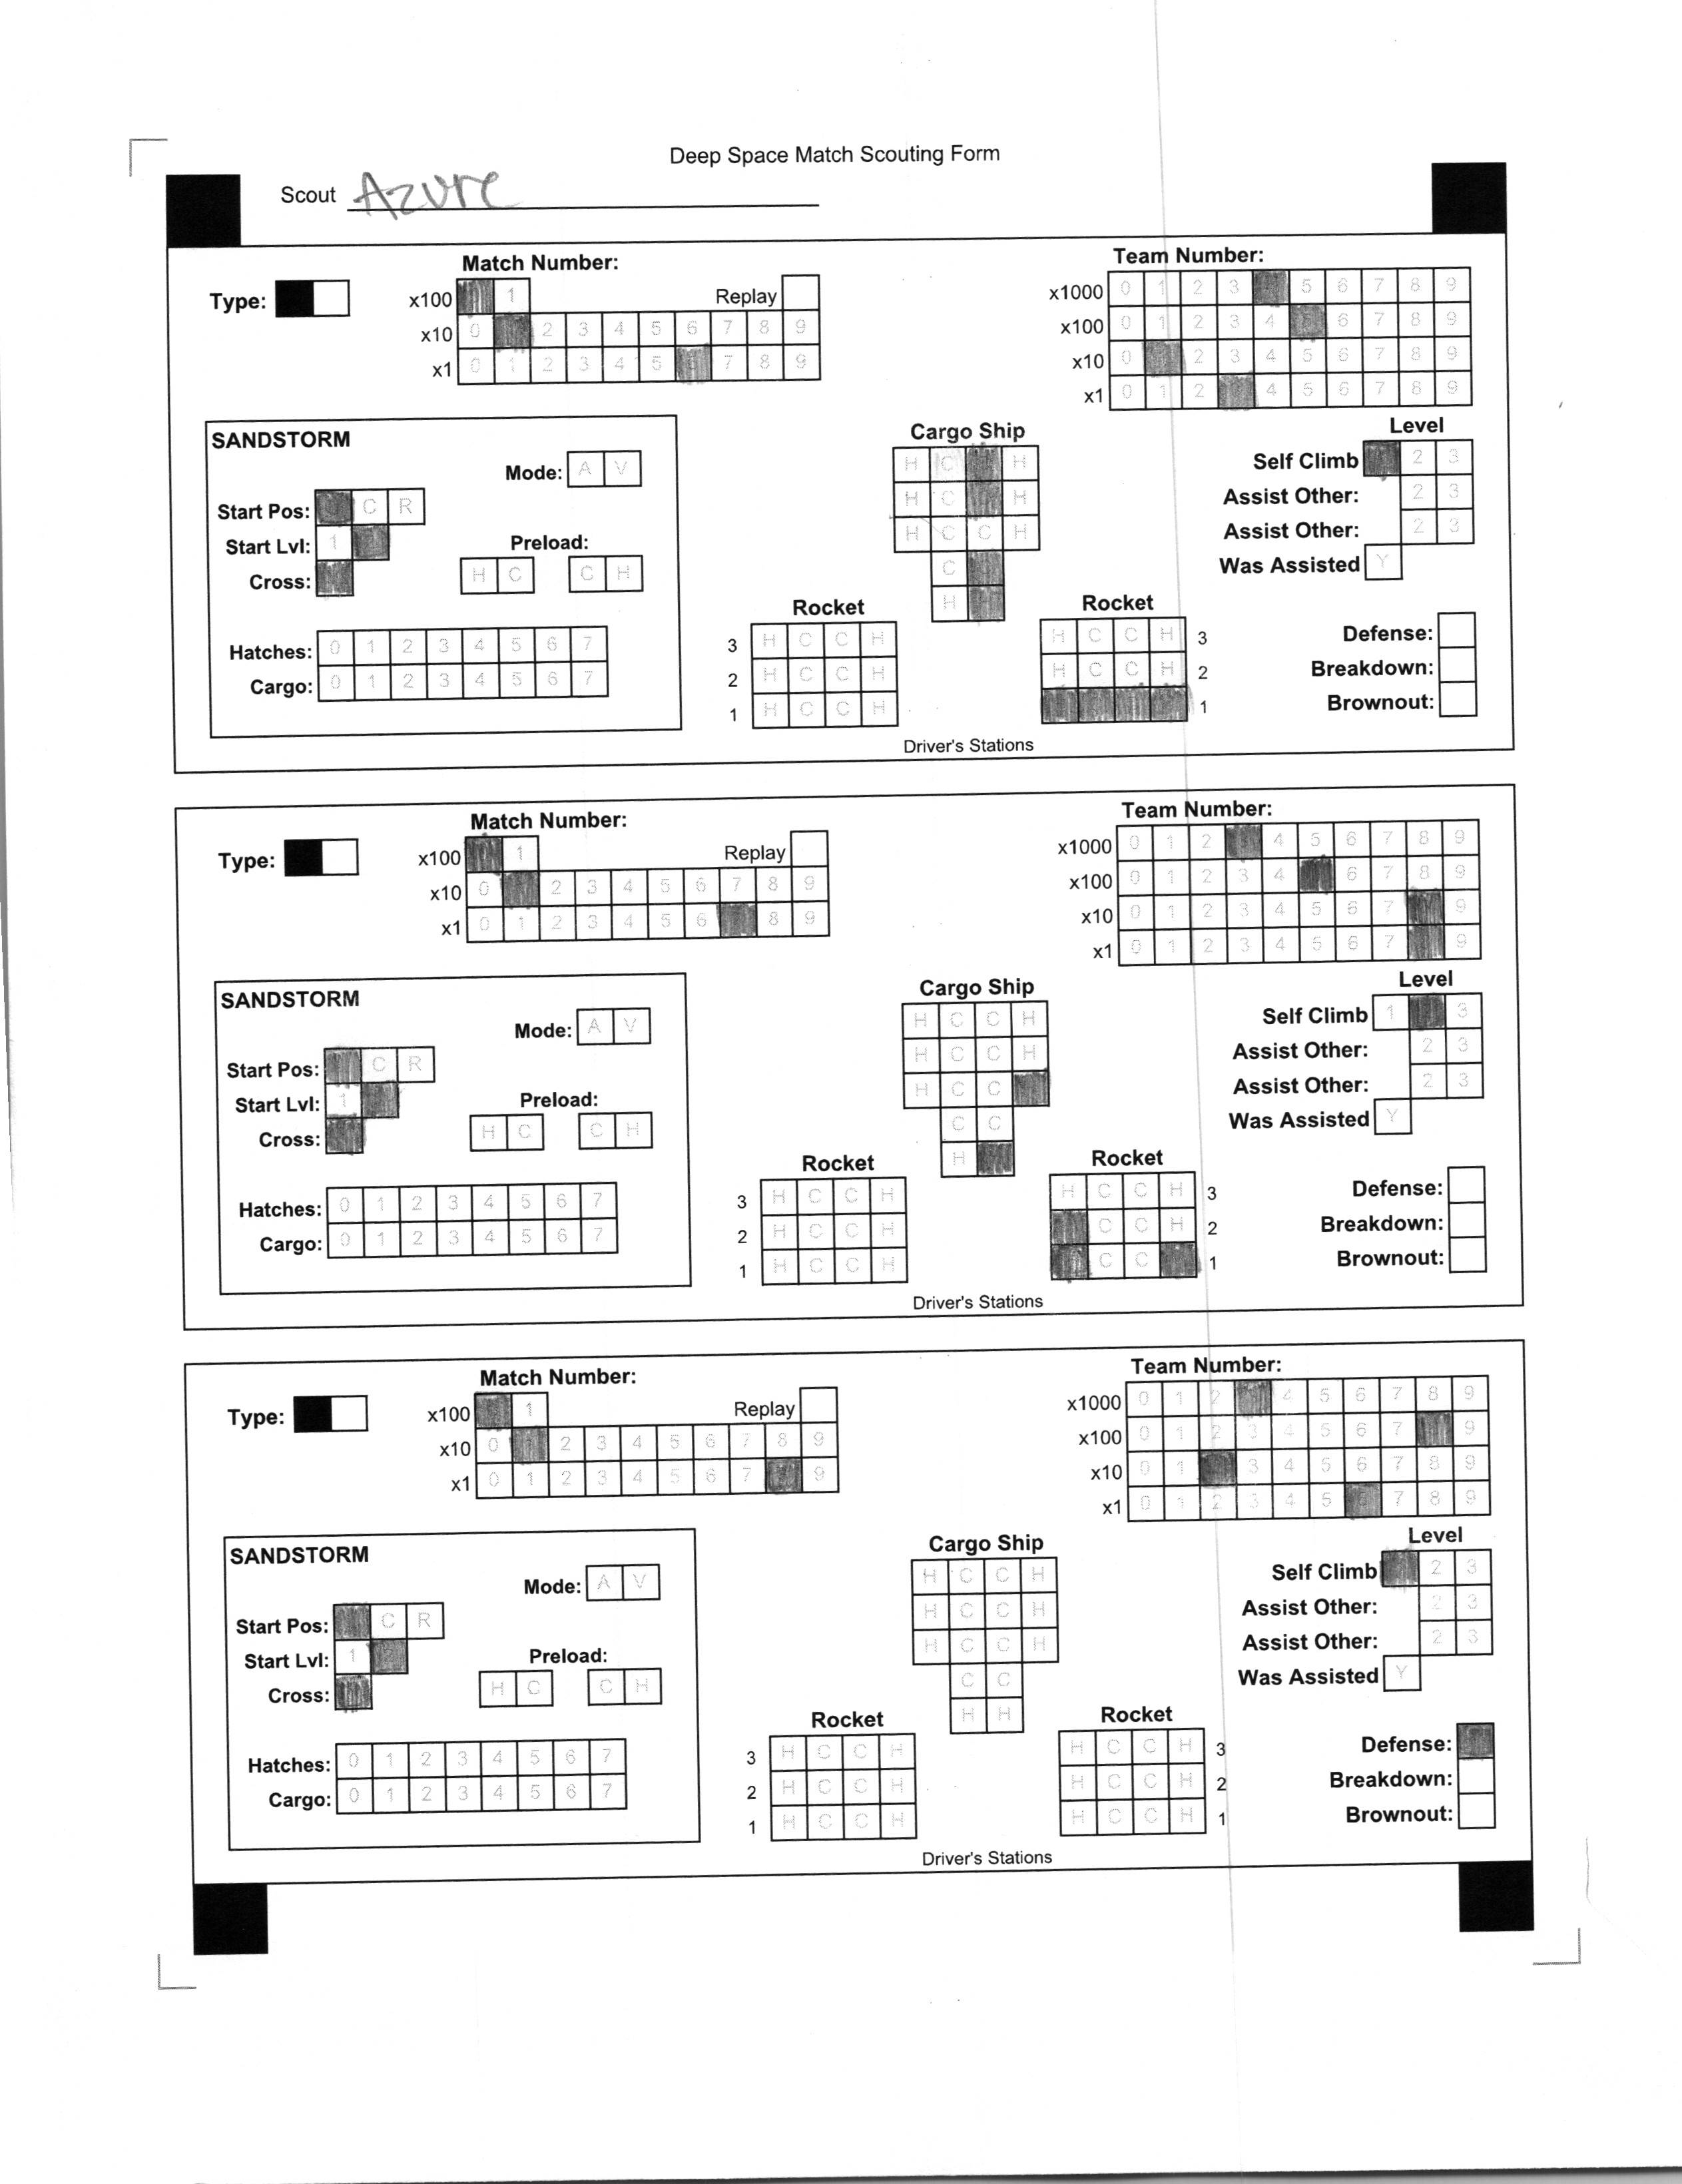 Deep Space Match Scouting Form
Scout Azure
Match Number:
Team Number:
Type:
x100 1 Replay
x10 0 2 3 4 5 6 7 8 9
x1 0 1 2 3 4 5 7 8 9
x1000 0 1 2 3 5 6 7 8 9
x100 0 1 2 3 4 6 7 8 9
x10 0 2 3 4 5 6 7 8 9
x1 0 1 2 4 5 6 7 8 9
SANDSTORM
Mode: A V
Start Pos: C R
Start Lvl: 1
Cross:
Preload:
H C C H
Hatches: 0 1 2 3 4 5 6 7
Cargo: 0 1 2 3 4 5 6 7
Cargo Ship
H C H
H C H
H C C H
C
H
Rocket
3 H C C H
2 H C C H
1 H C C H
Rocket
H C C H 3
H C C H 2
1
Level
Self Climb 2 3
Assist Other: 2 3
Assist Other: 2 3
Was Assisted Y
Defense:
Breakdown:
Brownout:
Driver's Stations
Match Number:
Team Number:
Type:
x100 1 Replay
x10 0 2 3 4 5 6 7 8 9
x1 0 1 2 3 4 5 6 8 9
x1000 0 1 2 4 5 6 7 8 9
x100 0 1 2 3 4 6 7 8 9
x10 0 1 2 3 4 5 6 7 9
x1 0 1 2 3 4 5 6 7 9
SANDSTORM
Mode: A V
Start Pos: C R
Start Lvl: 1
Cross:
Preload:
H C C H
Hatches: 0 1 2 3 4 5 6 7
Cargo: 0 1 2 3 4 5 6 7
Cargo Ship
H C C H
H C C H
H C C
C C
H
Rocket
3 H C C H
2 H C C H
1 H C C H
Rocket
H C C H 3
C C H 2
C C 1
Level
Self Climb 1 3
Assist Other: 2 3
Assist Other: 2 3
Was Assisted Y
Defense:
Breakdown:
Brownout:
Driver's Stations
Match Number:
Team Number:
Type:
x100 1 Replay
x10 0 2 3 4 5 6 7 8 9
x1 0 1 2 3 4 5 6 7 9
x1000 0 1 2 4 5 6 7 8 9
x100 0 1 2 3 4 5 6 7 9
x10 0 1 3 4 5 6 7 8 9
x1 0 1 2 3 4 5 7 8 9
SANDSTORM
Mode: A V
Start Pos: C R
Start Lvl: 1
Cross:
Preload:
H C C H
Hatches: 0 1 2 3 4 5 6 7
Cargo: 0 1 2 3 4 5 6 7
Cargo Ship
H C C H
H C C H
H C C H
C C
H H
Rocket
3 H C C H
2 H C C H
1 H C C H
Rocket
H C C H 3
H C C H 2
H C C H 1
Level
Self Climb 2 3
Assist Other: 2 3
Assist Other: 2 3
Was Assisted Y
Defense:
Breakdown:
Brownout:
Driver's Stations